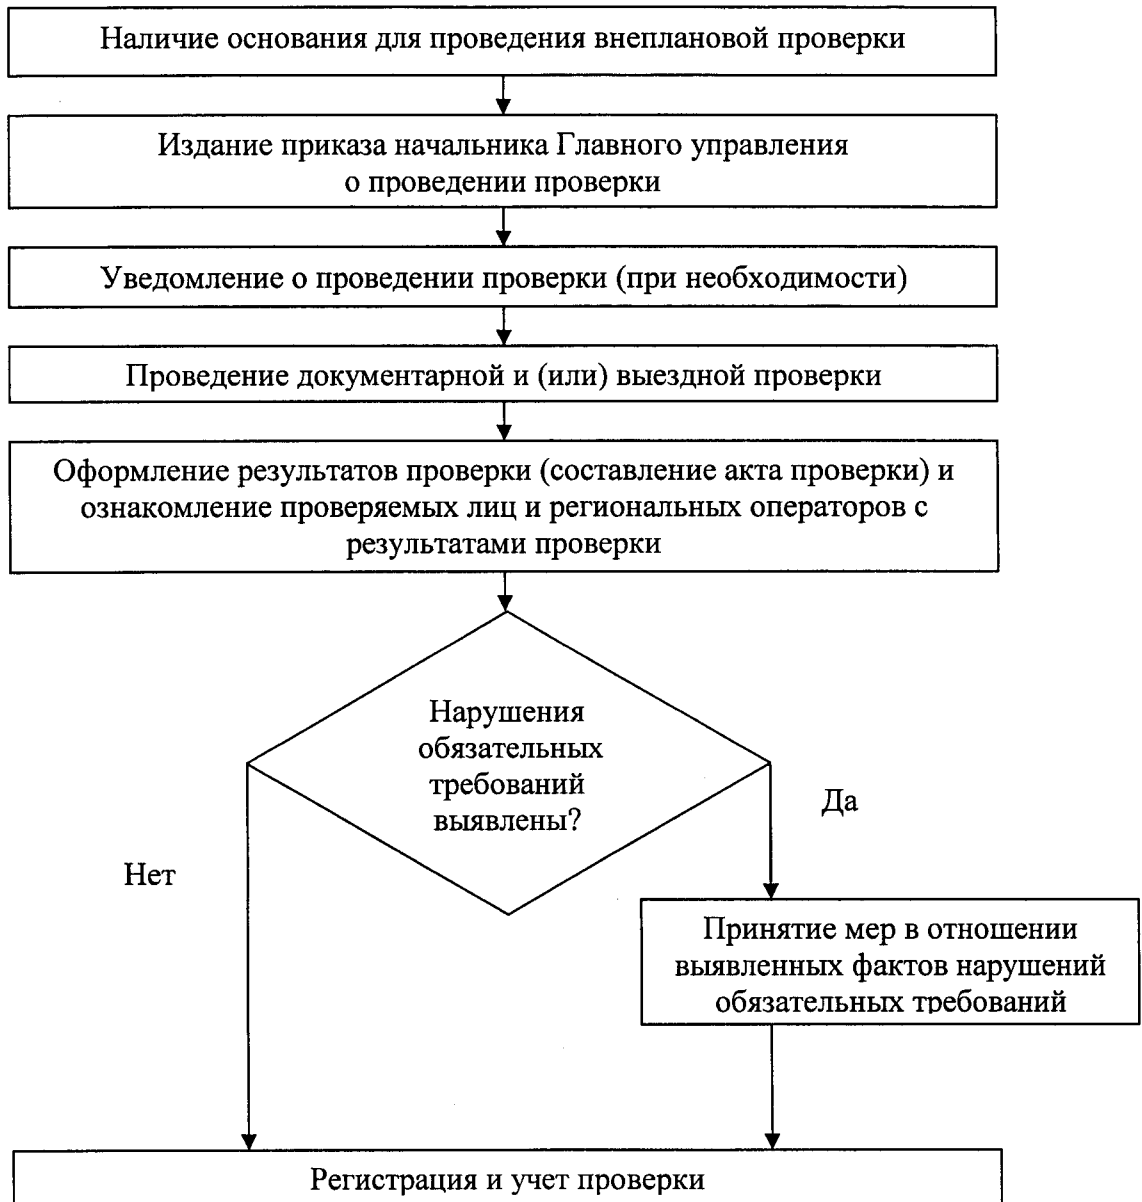 Наличие основания для проведения внеплановой проверки
Издание приказа начальника Главного управления
о проведении проверки
Уведомление о проведении проверки (при необходимости)
Проведение документарной и (или) выездной проверки
Оформление результатов проверки (составление акта проверки) и
ознакомление проверяемых лиц и региональных операторов с
результатами проверки
Нарушения
обязательных
требований
выявлены?
Да
Нет
Принятие мер в отношении
выявленных фактов нарушений
обязательных требований
Регистрация и учет проверки